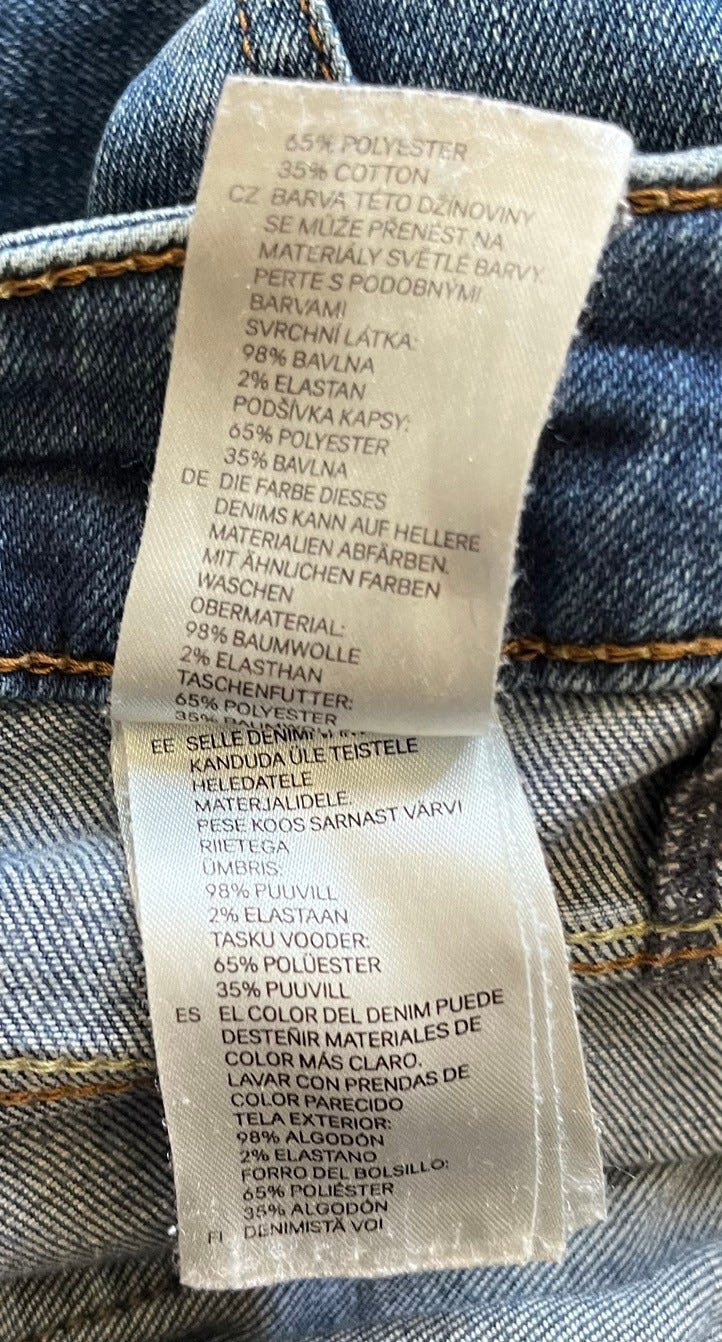 65% POLYESTER
35% COTTON
CZ BARVA TÉTO DŽÍNOVINY
SE MŮŽE PŘENÉST NA
MATERIÁLY SVĚTLÉ BARVY.
PERTE S PODOBNÝMI
BARVAMI
SVRCHNÍ LÁTKA:
98% BAVLNA
2% ELASTAN
PODŠÍVKA KAPSY:
65% POLYESTER
35% BAVLNA
DE DIE FARBE DIESES
DENIMS KANN AUF HELLERE
MATERIALIEN ABFÄRBEN.
MIT ÄHNLICHEN FARBEN
WASCHEN
OBERMATERIAL:
98% BAUMWOLLE
2% ELASTHAN
TASCHENFUTTER:
65% POLYESTER
35%
EE SELLE DENIMI
KANDUDA ÜLE TEISTELE
HELEDATELE
MATERJALIDELE.
PESE KOOS SARNAST VÄRVI
RIIETEGA
ÜMBRIS:
98% PUUVILL
2% ELASTAAN
TASKU VOODER:
65% POLÜESTER
35% PUUVILL
ES EL COLOR DEL DENIM PUEDE
DESTEÑIR MATERIALES DE
COLOR MÁS CLARO.
LAVAR CON PRENDAS DE
COLOR PARECIDO
TELA EXTERIOR:
98% ALGODÓN
2% ELASTANO
FORRO DEL BOLSILLO:
65% POLIÉSTER
35% ALGODÓN
FI DENIMISTÄ VOI